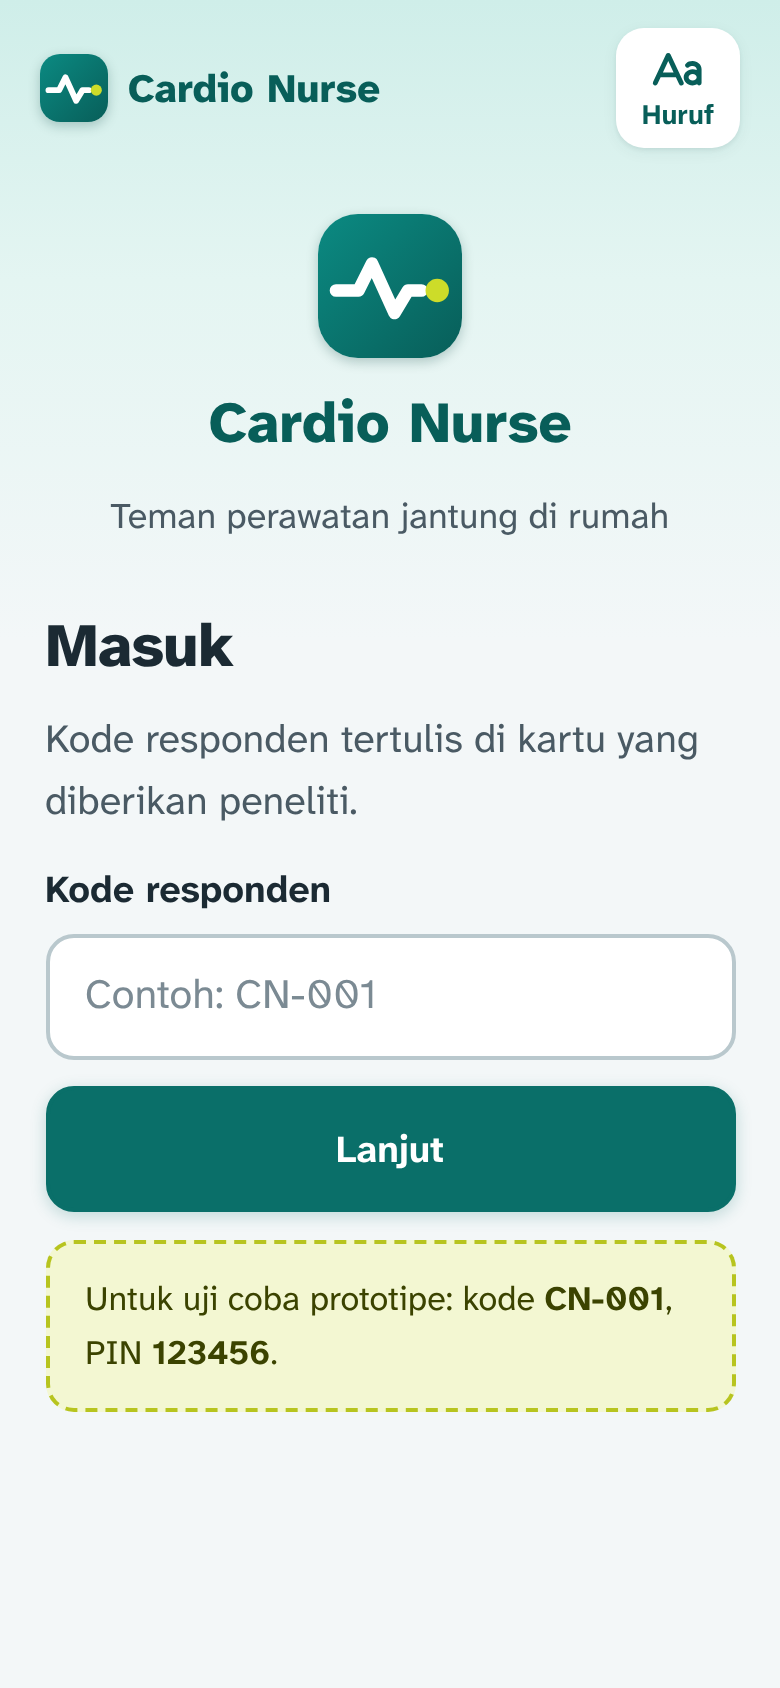 Cardio Nurse
Aa
Huruf
Cardio Nurse
Teman perawatan jantung di rumah
Masuk
Kode responden tertulis di kartu yang
diberikan peneliti.
Kode responden
Contoh: CN-001
Lanjut
Untuk uji coba prototipe: kode CN-001,
PIN 123456.